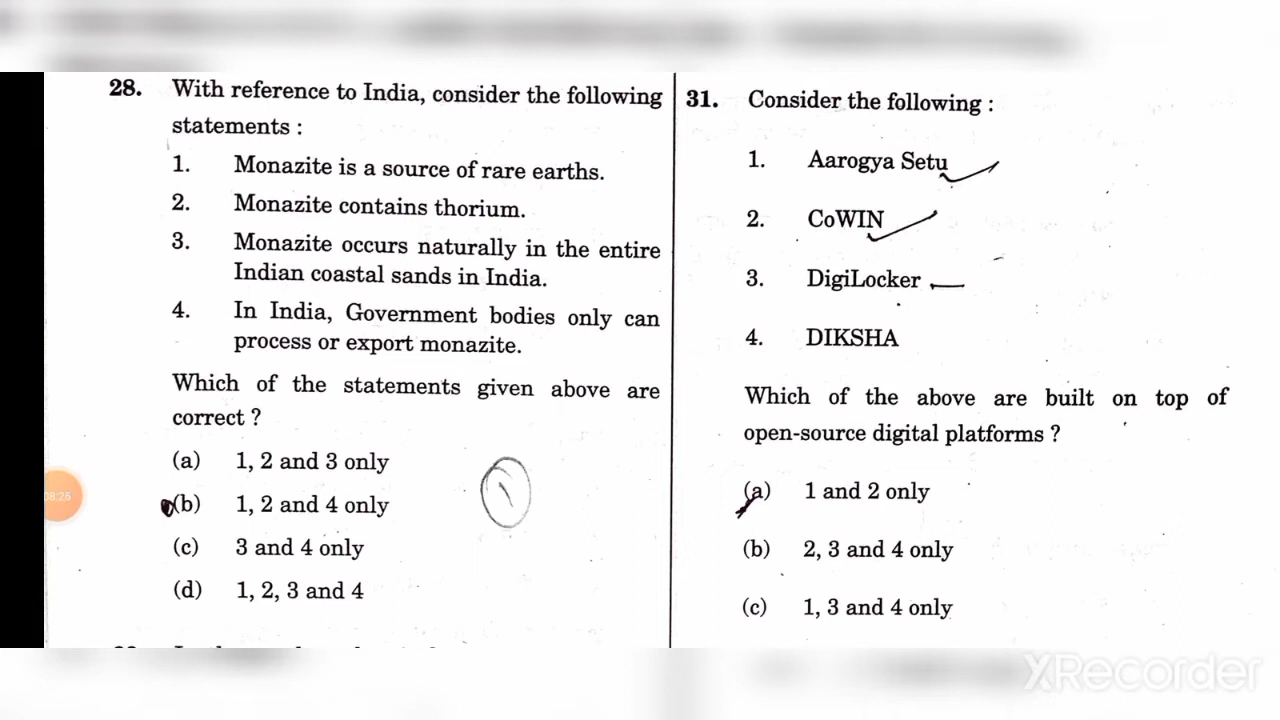 28. With reference to India, consider the following
statements :
1. Monazite is a source of rare earths.
2. Monazite contains thorium.
3. Monazite occurs naturally in the entire
Indian coastal sands in India.
4. In India, Government bodies only can
process or export monazite.
Which of the statements given above are
correct ?
(a) 1, 2 and 3 only
(b) 1, 2 and 4 only
(c) 3 and 4 only
(d) 1, 2, 3 and 4
08:25
31. Consider the following :
1. Aarogya Setu
2. CoWIN
3. DigiLocker
4. DIKSHA
Which of the above are built on top of
open-source digital platforms ?
(a) 1 and 2 only
(b) 2, 3 and 4 only
(c) 1, 3 and 4 only
XRecorder